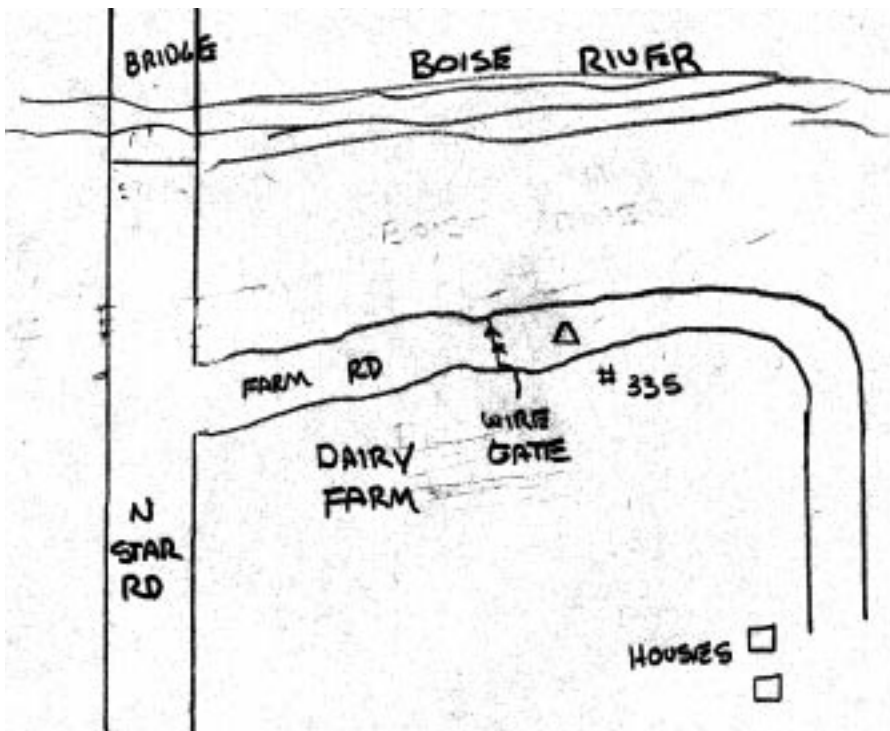 BRIDGE
BOISE RIVER
FARM RD
# 335
WIRE
GATE
DAIRY
FARM
N
STAR
RD
HOUSES